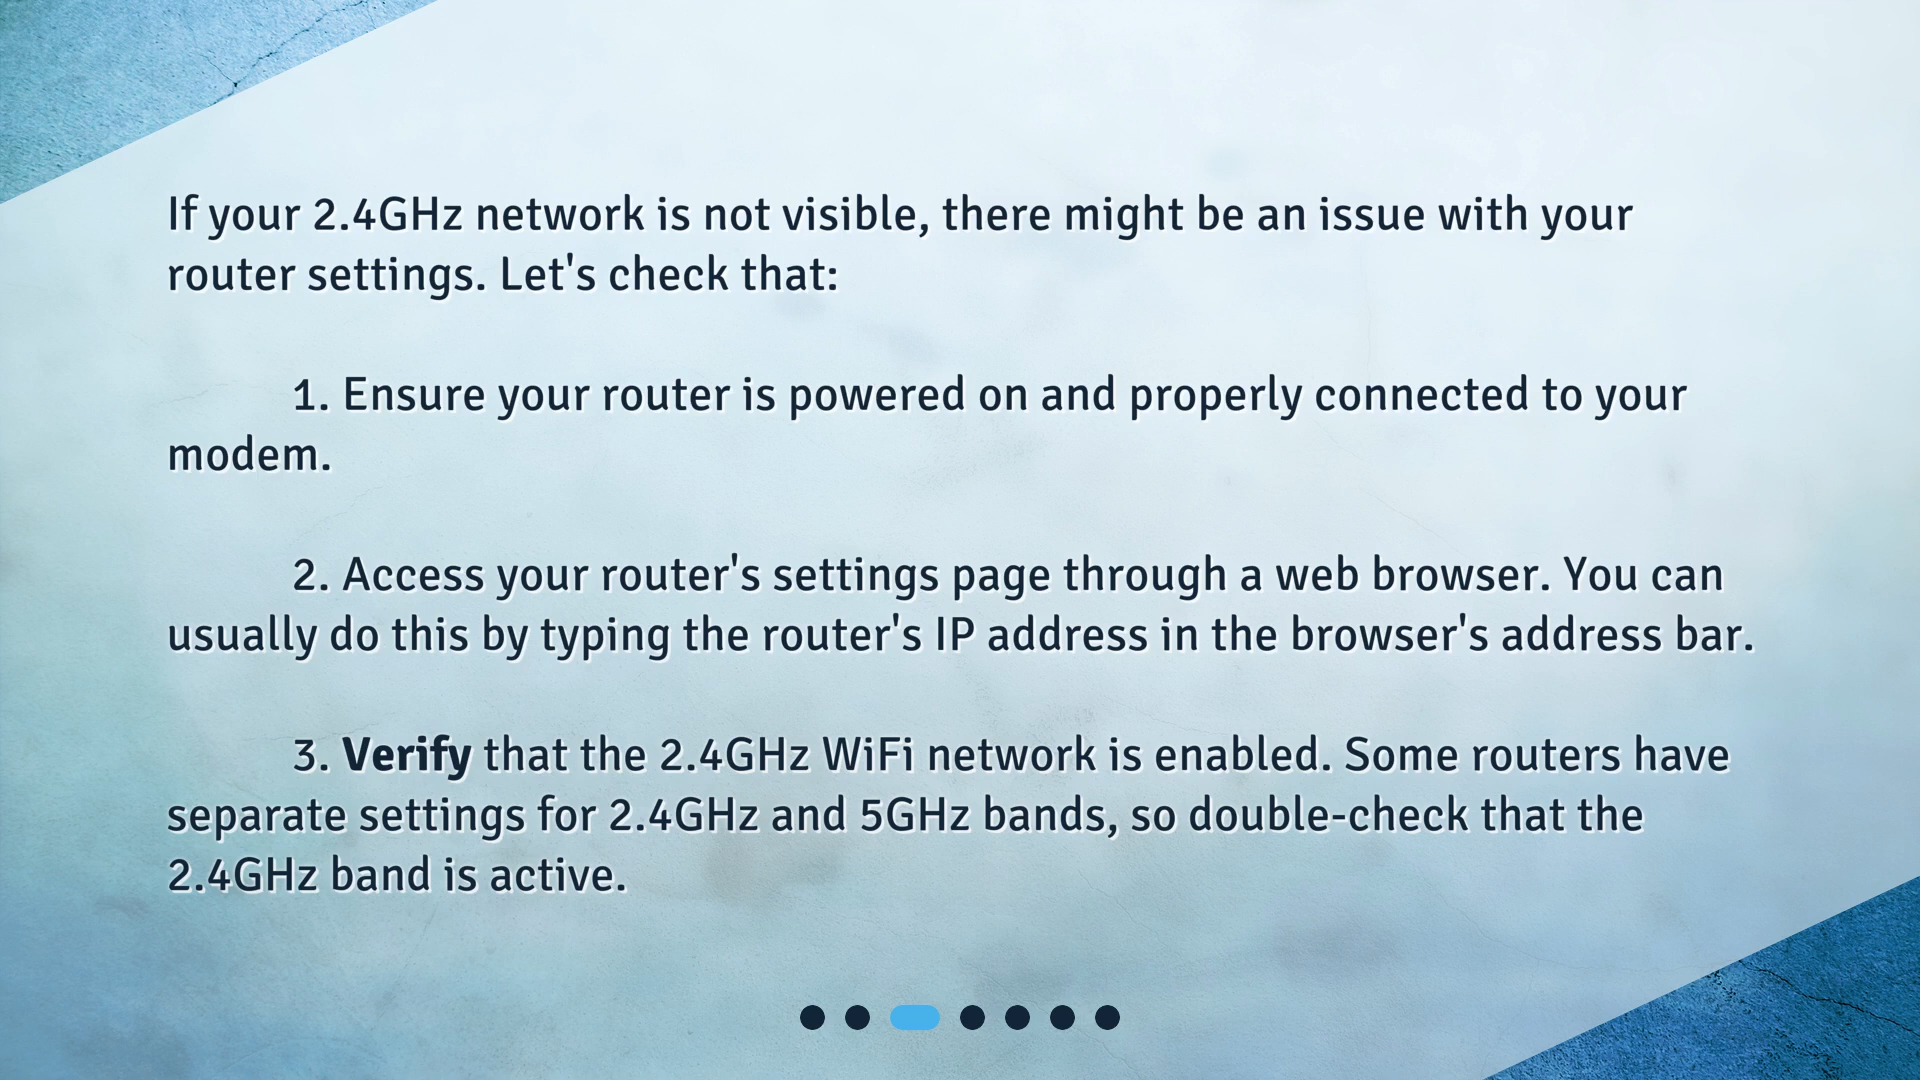 If your 2.4GHz network is not visible, there might be an issue with your
router settings. Let's check that:
1. Ensure your router is powered on and properly connected to your
modem.
2. Access your router's settings page through a web browser. You can
usually do this by typing the router's IP address in the browser's address bar.
3. Verify that the 2.4GHz WiFi network is enabled. Some routers have
separate settings for 2.4GHz and 5GHz bands, so double-check that the
2.4GHz band is active.